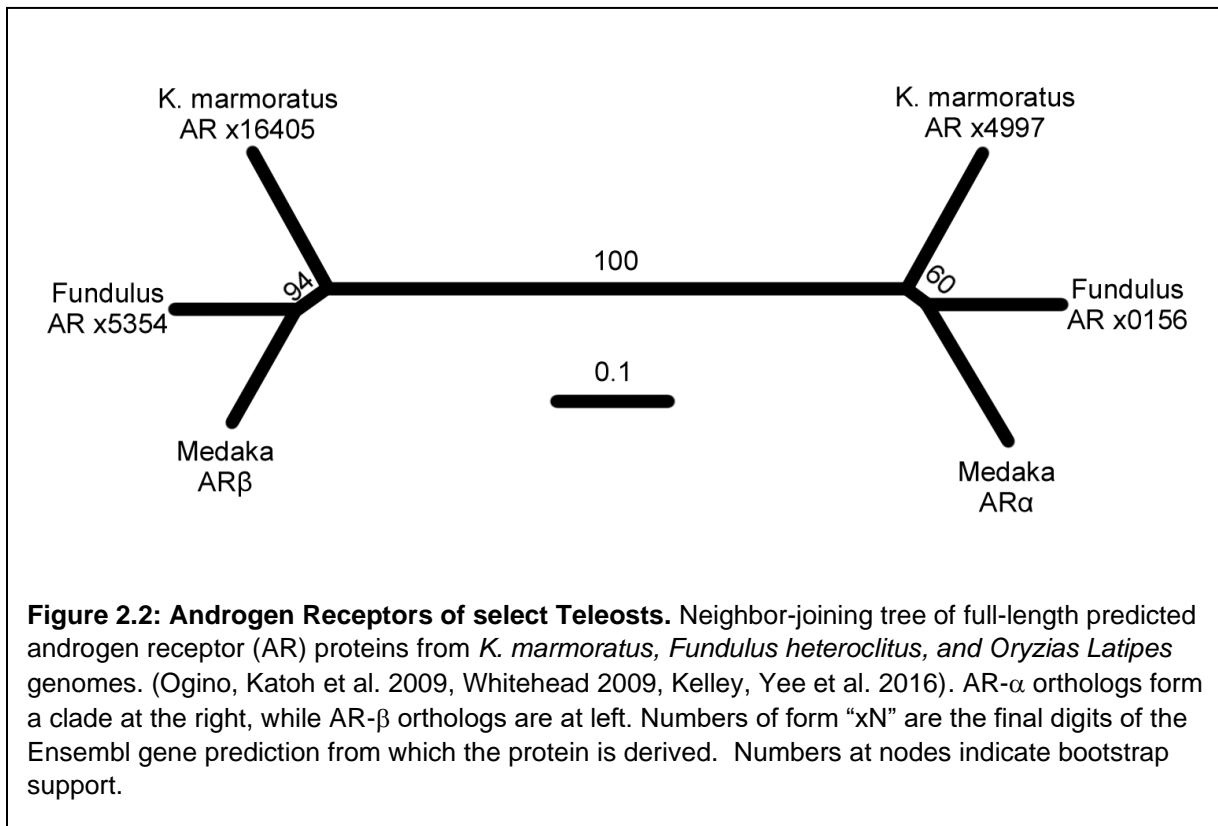 K. marmoratus
AR x16405
K. marmoratus
AR x4997
100
94
60
Fundulus
AR x5354
Fundulus
AR x0156
0.1
Medaka
ARβ
Medaka
ARα
Figure 2.2: Androgen Receptors of select Teleosts. Neighbor-joining tree of full-length predicted
androgen receptor (AR) proteins from K. marmoratus, Fundulus heteroclitus, and Oryzias Latipes
genomes. (Ogino, Katoh et al. 2009, Whitehead 2009, Kelley, Yee et al. 2016). AR-α orthologs form
a clade at the right, while AR-β orthologs are at left. Numbers of form “xN” are the final digits of the
Ensembl gene prediction from which the protein is derived. Numbers at nodes indicate bootstrap
support.